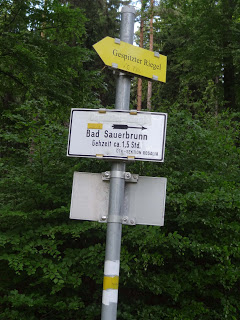 Gespitzter Riegel
Bad Sauerbrunn
Gehzeit ca. 1,5 Std.